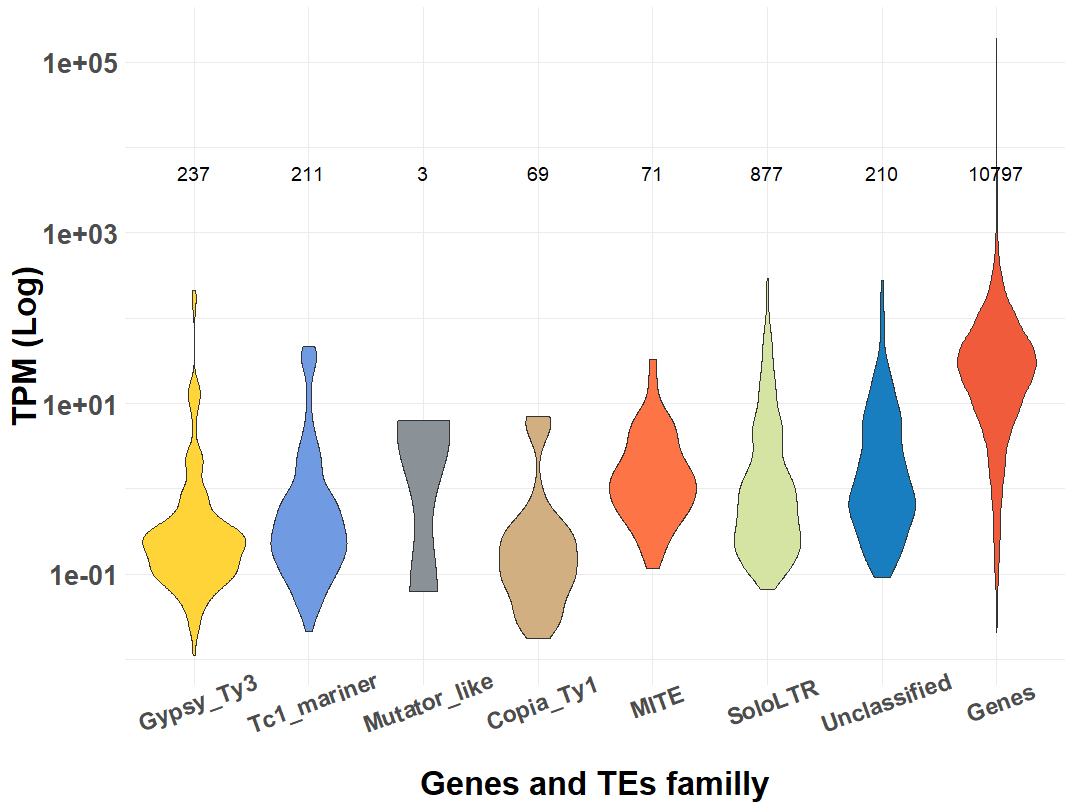 1e+05
237 211 3 69 71 877 210 10797
1e+03
TPM (Log)
1e+01
1e-01
Gypsy_Ty3 Tc1_mariner Mutator_like Copia_Ty1 MITE SoloLTR Unclassified Genes
Genes and TEs familly